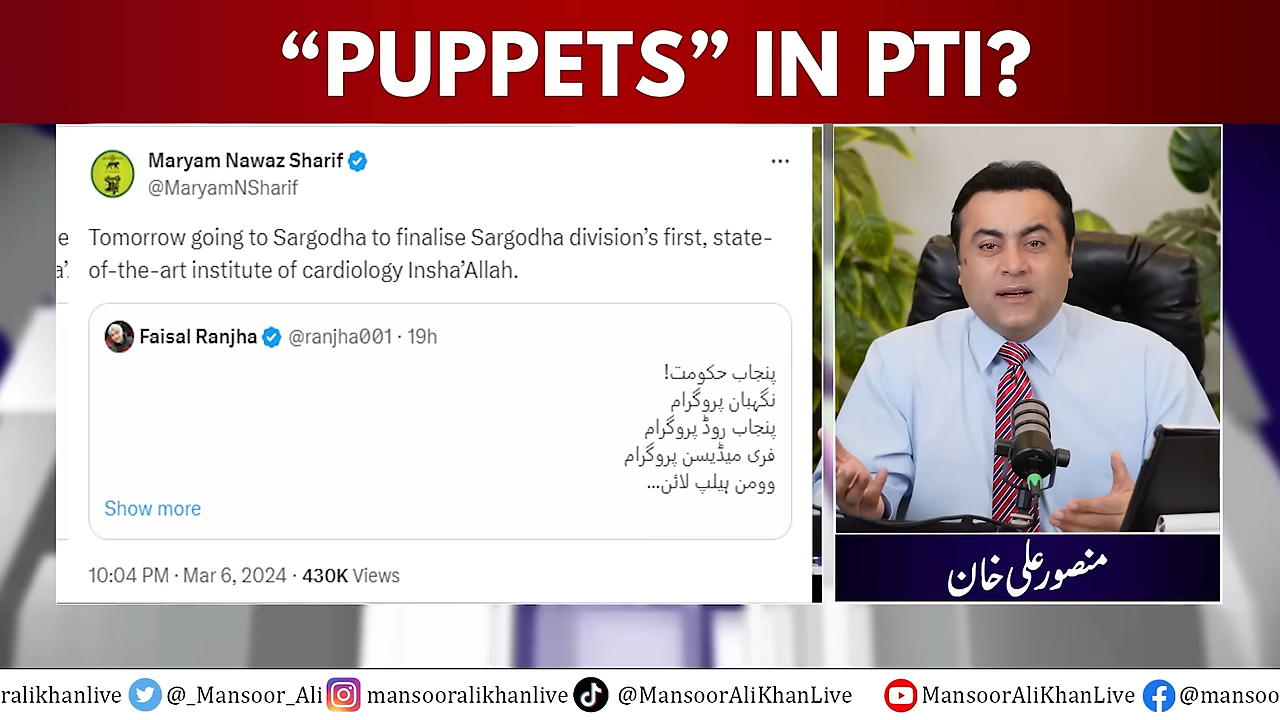 “PUPPETS” IN PTI?
Maryam Nawaz Sharif
@MaryamNSharif
Tomorrow going to Sargodha to finalise Sargodha division’s first, state-
of-the-art institute of cardiology Insha’Allah.
Faisal Ranjha @ranjha001 · 19h
پنجاب حکومت!
نگهبان پروگرام
پنجاب روڈ پروگرام
فری میڈیسن پروگرام
وومن ہیلپ لائن...
Show more
10:04 PM · Mar 6, 2024 · 430K Views
منصور علی خان
ralikhanlive @_Mansoor_Ali mansooralikhanlive @MansoorAliKhanLive MansoorAliKhanLive @mansoo